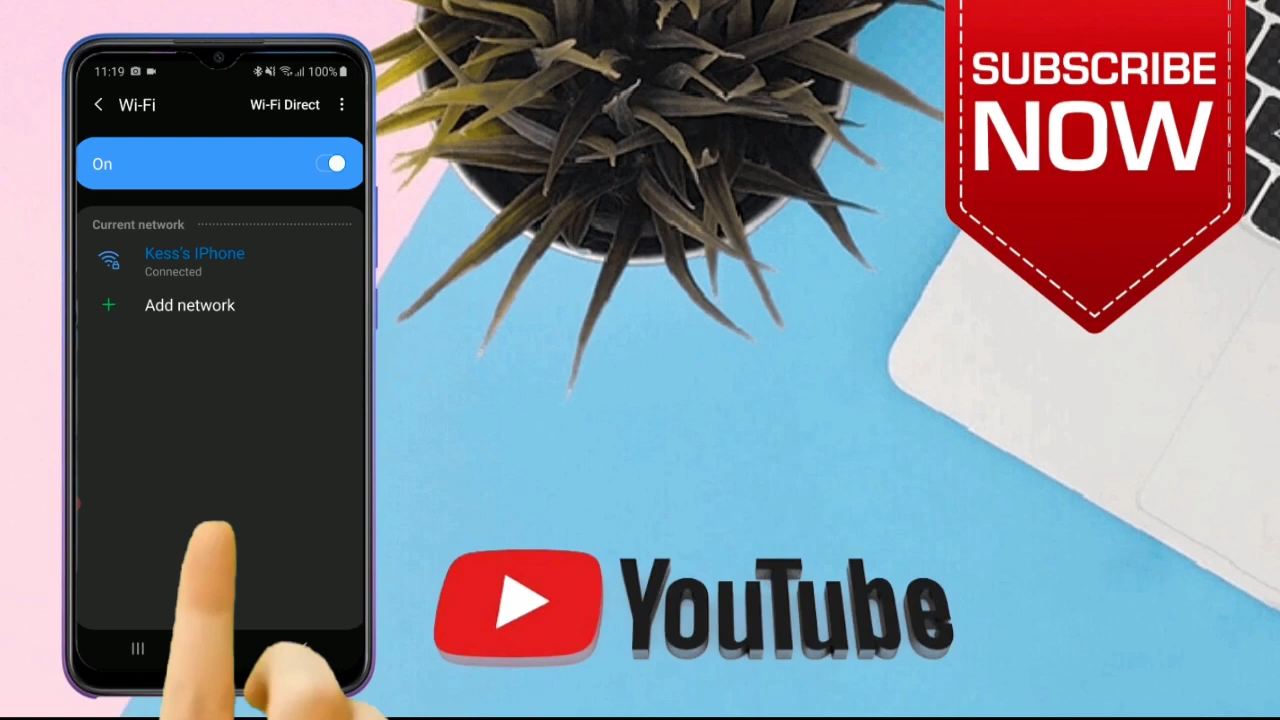 11:19
100%
Wi-Fi
Wi-Fi Direct
On
Current network
Kess's IPhone
Connected
Add network
SUBSCRIBE
NOW
YouTube